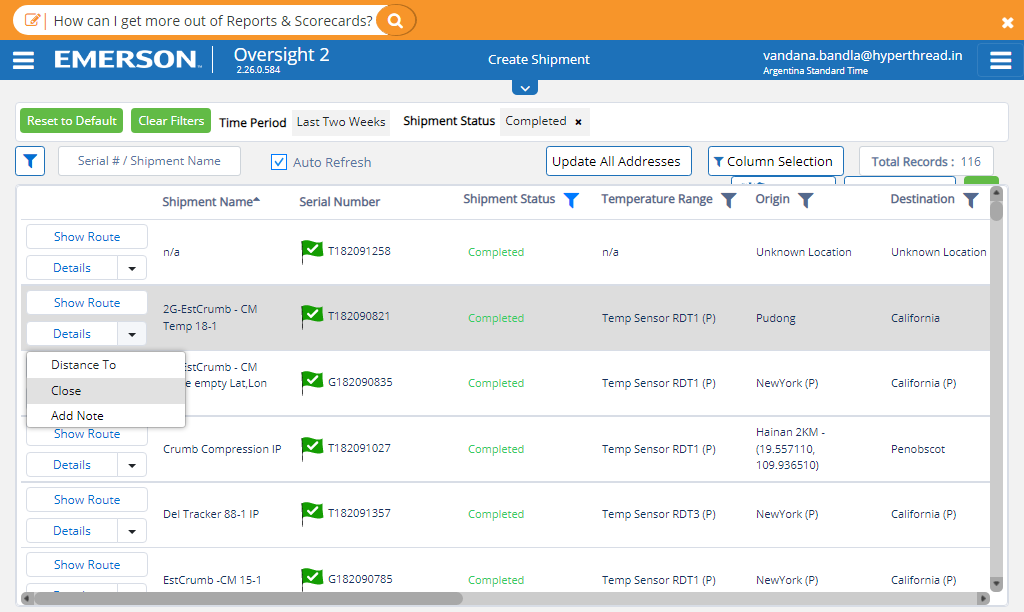 How can I get more out of Reports & Scorecards?
EMERSON.
Oversight 2
2.26.0.584
Create Shipment
vandana.bandla@hyperthread.in
Argentina Standard Time
Reset to Default
Clear Filters
Time Period
Last Two Weeks
Shipment Status
Completed ×
Serial # / Shipment Name
Auto Refresh
Update All Addresses
Column Selection
Total Records : 116
Shipment Name
Serial Number
Shipment Status
Temperature Range
Origin
Destination
Show Route
Details
n/a
T182091258
Completed
n/a
Unknown Location
Unknown Location
Show Route
Details
2G-EstCrumb - CM
Temp 18-1
T182090821
Completed
Temp Sensor RDT1 (P)
Pudong
California
Distance To
Close
Add Note
EstCrumb - CM
empty Lat,Lon
G182090835
Completed
Temp Sensor RDT1 (P)
NewYork (P)
California (P)
Show Route
Details
Crumb Compression IP
T182091027
Completed
Temp Sensor RDT1 (P)
Hainan 2KM -
(19.557110,
109.936510)
Penobscot
Show Route
Details
Del Tracker 88-1 IP
T182091357
Completed
Temp Sensor RDT3 (P)
NewYork (P)
California (P)
Show Route
EstCrumb -CM 15-1
G182090785
Completed
Temp Sensor RDT1 (P)
NewYork (P)
California (P)